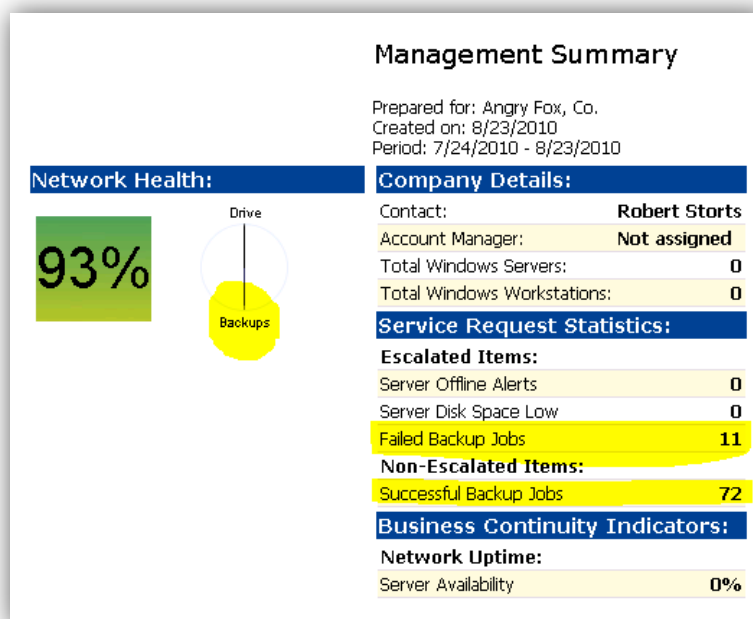 Management Summary
Prepared for: Angry Fox, Co.
Created on: 8/23/2010
Period: 7/24/2010 - 8/23/2010
Network Health:
93%
Drive
Backups
Company Details:
Contact: Robert Storts
Account Manager: Not assigned
Total Windows Servers: 0
Total Windows Workstations: 0
Service Request Statistics:
Escalated Items:
Server Offline Alerts 0
Server Disk Space Low 0
Failed Backup Jobs 11
Non-Escalated Items:
Successful Backup Jobs 72
Business Continuity Indicators:
Network Uptime:
Server Availability 0%